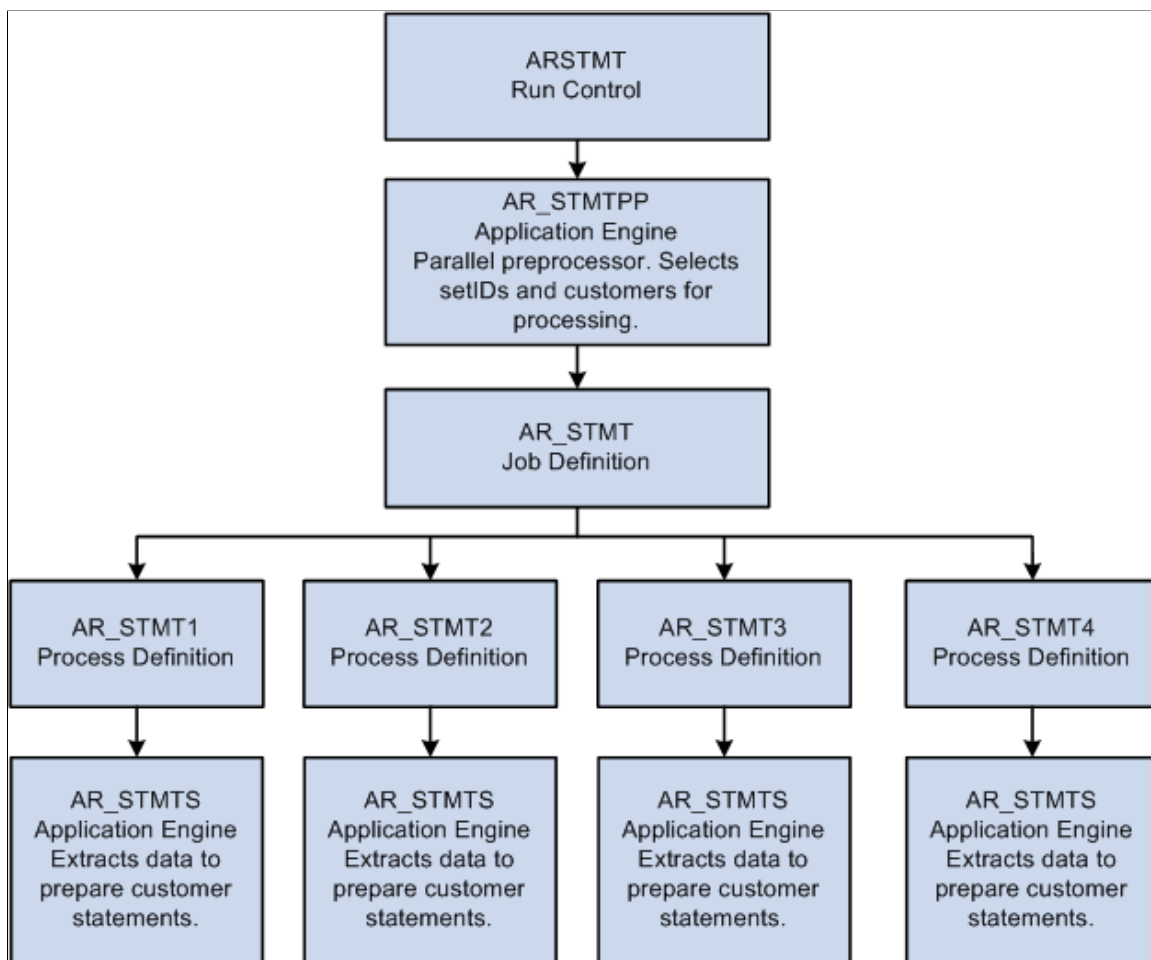 ARSTMT
Run Control
AR_STMTPP
Application Engine
Parallel preprocessor. Selects
setIDs and customers for
processing.
AR_STMT
Job Definition
AR_STMT1
Process Definition
AR_STMT2
Process Definition
AR_STMT3
Process Definition
AR_STMT4
Process Definition
AR_STMTS
Application Engine
Extracts data to
prepare customer
statements.
AR_STMTS
Application Engine
Extracts data to
prepare customer
statements.
AR_STMTS
Application Engine
Extracts data to
prepare customer
statements.
AR_STMTS
Application Engine
Extracts data to
prepare customer
statements.